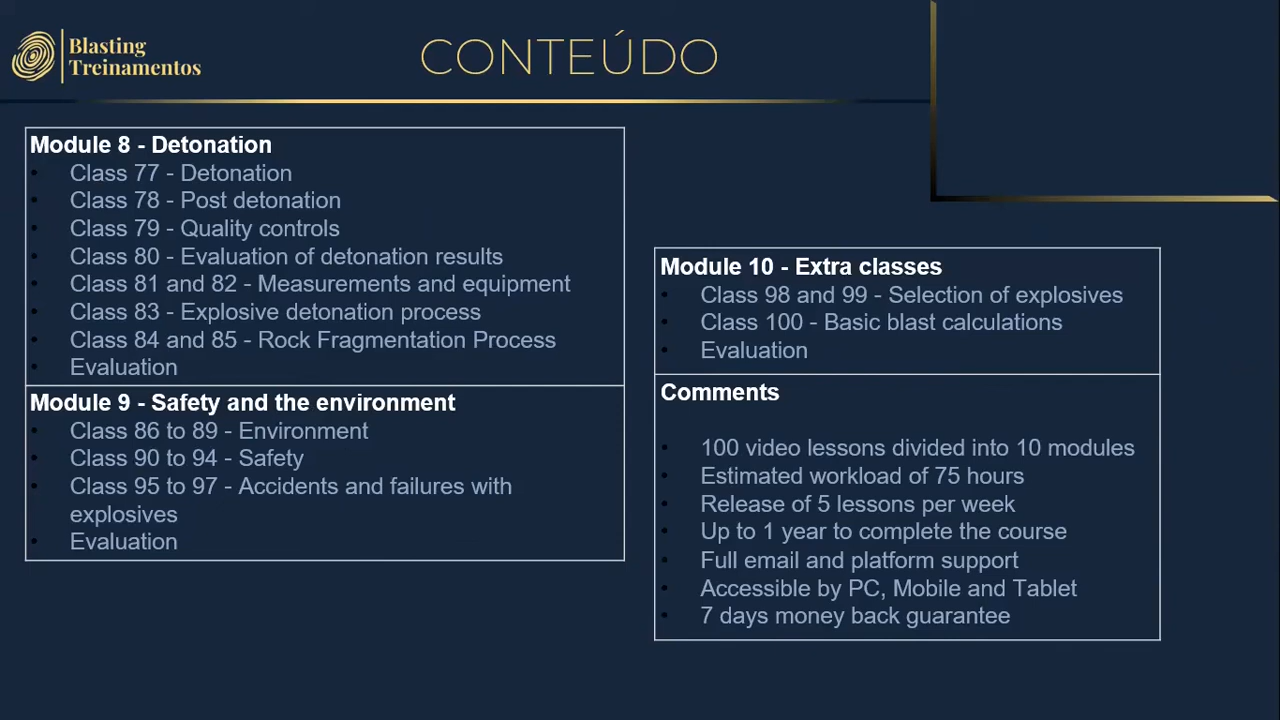 Blasting
Treinamentos
CONTEÚDO
Module 8 - Detonation
• Class 77 - Detonation
• Class 78 - Post detonation
• Class 79 - Quality controls
• Class 80 - Evaluation of detonation results
• Class 81 and 82 - Measurements and equipment
• Class 83 - Explosive detonation process
• Class 84 and 85 - Rock Fragmentation Process
• Evaluation
Module 9 - Safety and the environment
• Class 86 to 89 - Environment
• Class 90 to 94 - Safety
• Class 95 to 97 - Accidents and failures with
explosives
• Evaluation
Module 10 - Extra classes
• Class 98 and 99 - Selection of explosives
• Class 100 - Basic blast calculations
• Evaluation
Comments
• 100 video lessons divided into 10 modules
• Estimated workload of 75 hours
• Release of 5 lessons per week
• Up to 1 year to complete the course
• Full email and platform support
• Accessible by PC, Mobile and Tablet
• 7 days money back guarantee